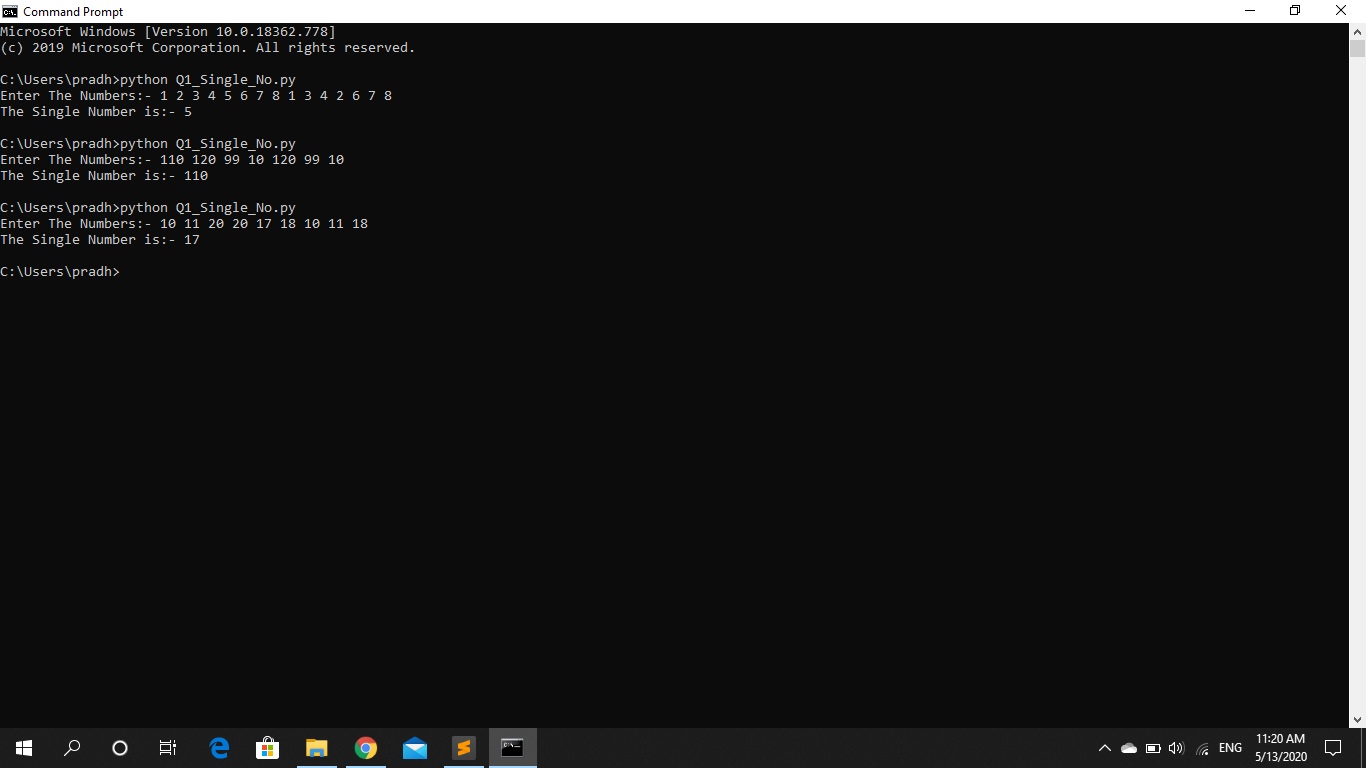 Command Prompt
Microsoft Windows [Version 10.0.18362.778]
(c) 2019 Microsoft Corporation. All rights reserved.
C:\Users\pradh>python Q1_Single_No.py
Enter The Numbers:- 1 2 3 4 5 6 7 8 1 3 4 2 6 7 8
The Single Number is:- 5
C:\Users\pradh>python Q1_Single_No.py
Enter The Numbers:- 110 120 99 10 120 99 10
The Single Number is:- 110
C:\Users\pradh>python Q1_Single_No.py
Enter The Numbers:- 10 11 20 20 17 18 10 11 18
The Single Number is:- 17
C:\Users\pradh>
ENG
11:20 AM
5/13/2020